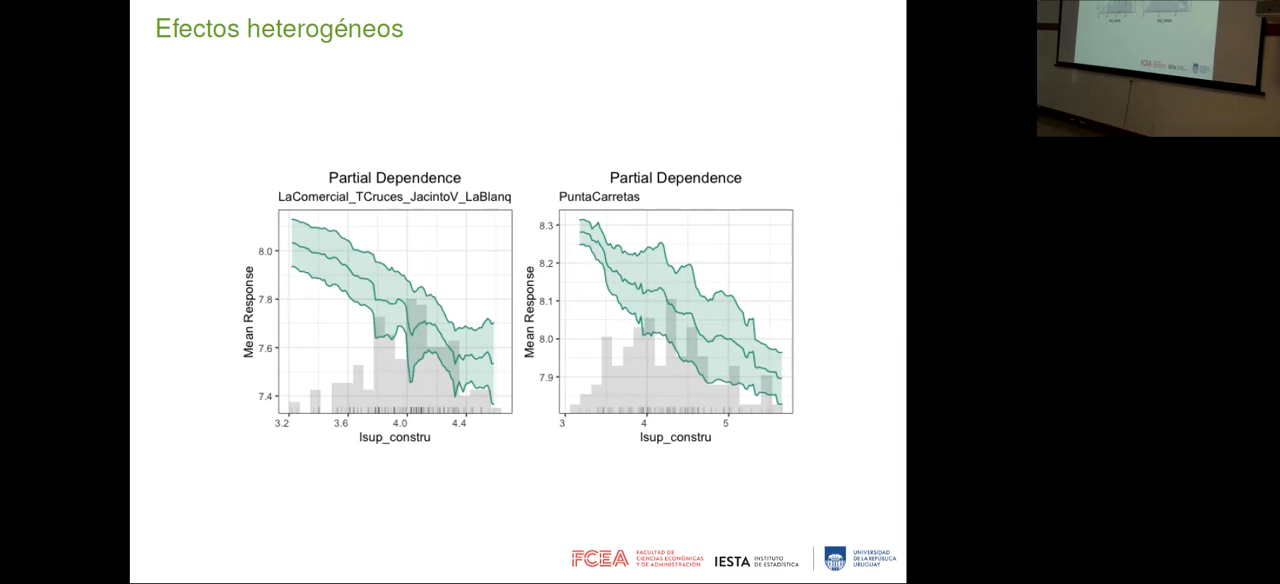 Efectos heterogéneos
Partial Dependence
LaComercial_TCruces_JacintoV_LaBlanq
8.0
7.8
7.6
7.4
Mean Response
3.2
3.6
4.0
4.4
lsup_constru
Partial Dependence
PuntaCarretas
8.3
8.2
8.1
8.0
7.9
Mean Response
3
4
5
lsup_constru
FCEA
FACULTAD DE
CIENCIAS ECONÓMICAS
Y DE ADMINISTRACIÓN
IESTA
INSTITUTO
DE ESTADÍSTICA
UNIVERSIDAD
DE LA REPÚBLICA
URUGUAY
FCEA
IESTA